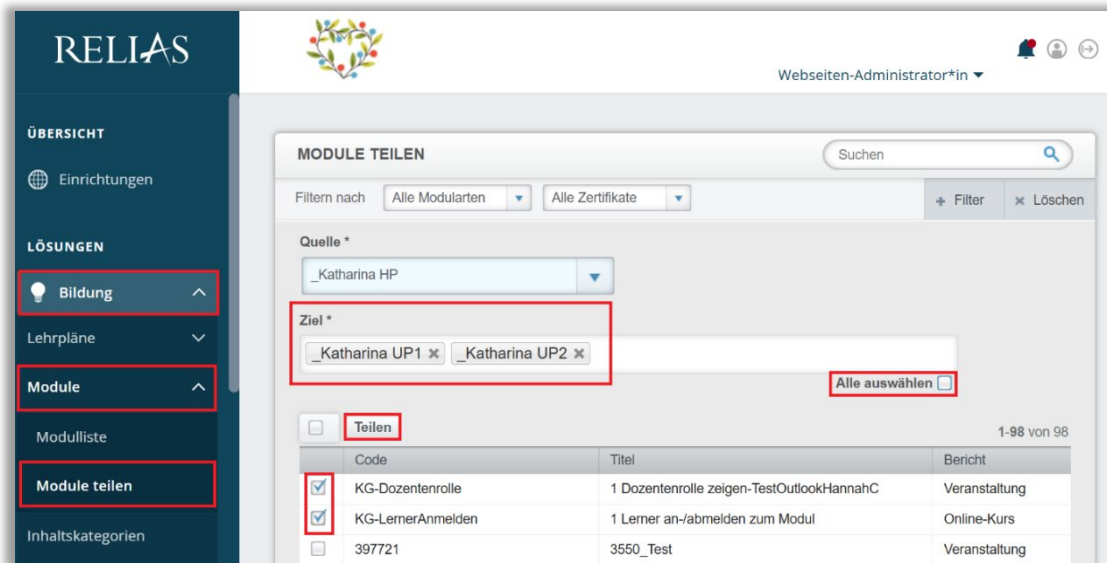 RELIAS
Webseiten-Administrator*in
ÜBERSICHT
Einrichtungen
LÖSUNGEN
Bildung
Lehrpläne
Module
Modulliste
Module teilen
Inhaltskategorien
MODULE TEILEN
Suchen
Filtern nach Alle Modularten Alle Zertifikate + Filter × Löschen
Quelle *
_Katharina HP
Ziel *
_Katharina UP1 × _Katharina UP2 ×
Alle auswählen
Teilen 1-98 von 98
Code Titel Bericht
KG-Dozentenrolle 1 Dozentenrolle zeigen-TestOutlookHannahC Veranstaltung
KG-LernerAnmelden 1 Lerner an-/abmelden zum Modul Online-Kurs
397721 3550_Test Veranstaltung